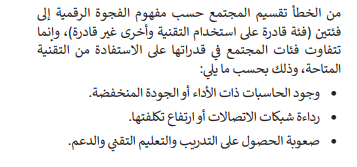 من الخطأ تقسيم المجتمع حسب مفهوم الفجوة الرقمية إلى
فئتين (فئة قادرة على استخدام التقنية وأخرى غير قادرة)، وإنما
تتفاوت فئات المجتمع في قدراتها على الاستفادة من التقنية
المتاحة، وذلك بحسب ما يلي:
• وجود الحاسبات ذات الأداء أو الجودة المنخفضة.
• رداءة شبكات الاتصالات أو ارتفاع تكلفتها.
• صعوبة الحصول على التدريب والتعليم التقني والدعم.